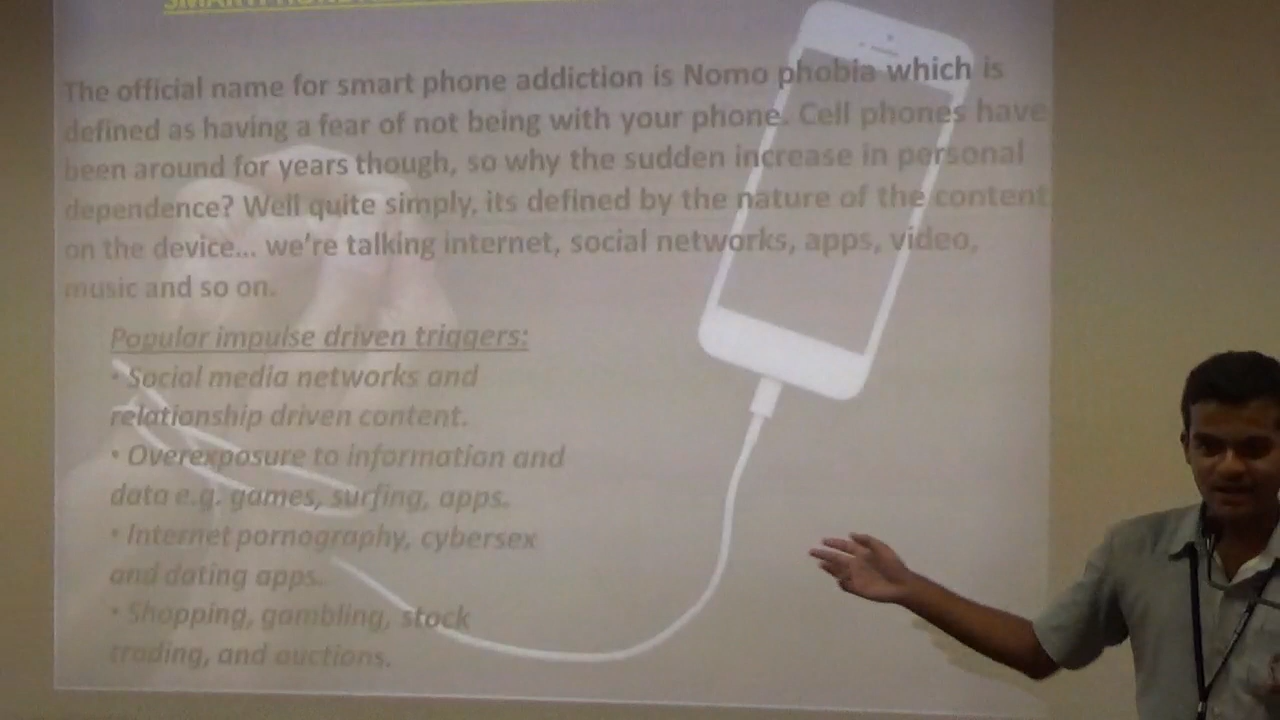 The official name for smart phone addiction is Nomo phobia which is
defined as having a fear of not being with your phone. Cell phones have
been around for years though, so why the sudden increase in personal
dependence? Well quite simply, its defined by the nature of the content
on the device... we're talking internet, social networks, apps, video,
music and so on.
Popular impulse driven triggers:
• Social media networks and
relationship driven content.
• Overexposure to information and
data e.g. games, surfing, apps.
• Internet pornography, cybersex
and dating apps.
• Shopping, gambling, stock
trading, and auctions.